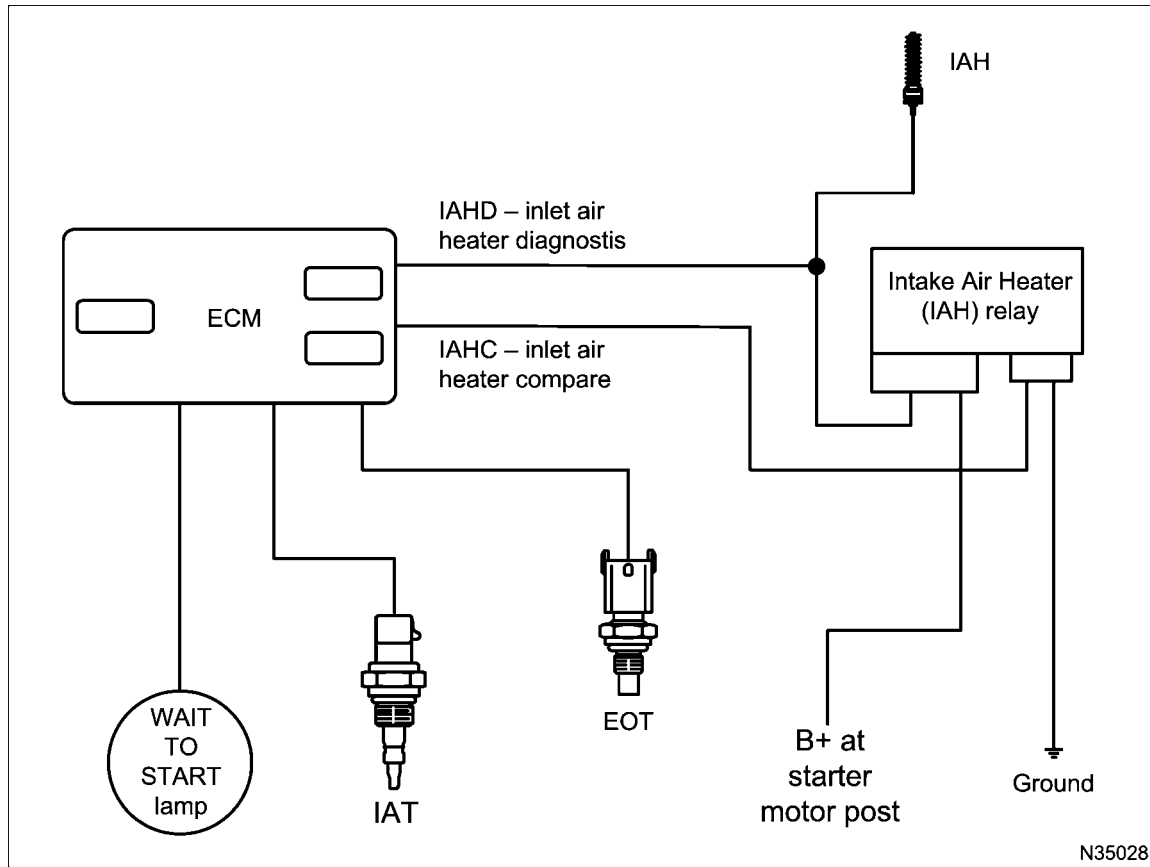 IAH
IAHD – inlet air
heater diagnostis
Intake Air Heater
(IAH) relay
ECM
IAHC – inlet air
heater compare
WAIT
TO
START
lamp
IAT
EOT
B+ at
starter
motor post
Ground
N35028